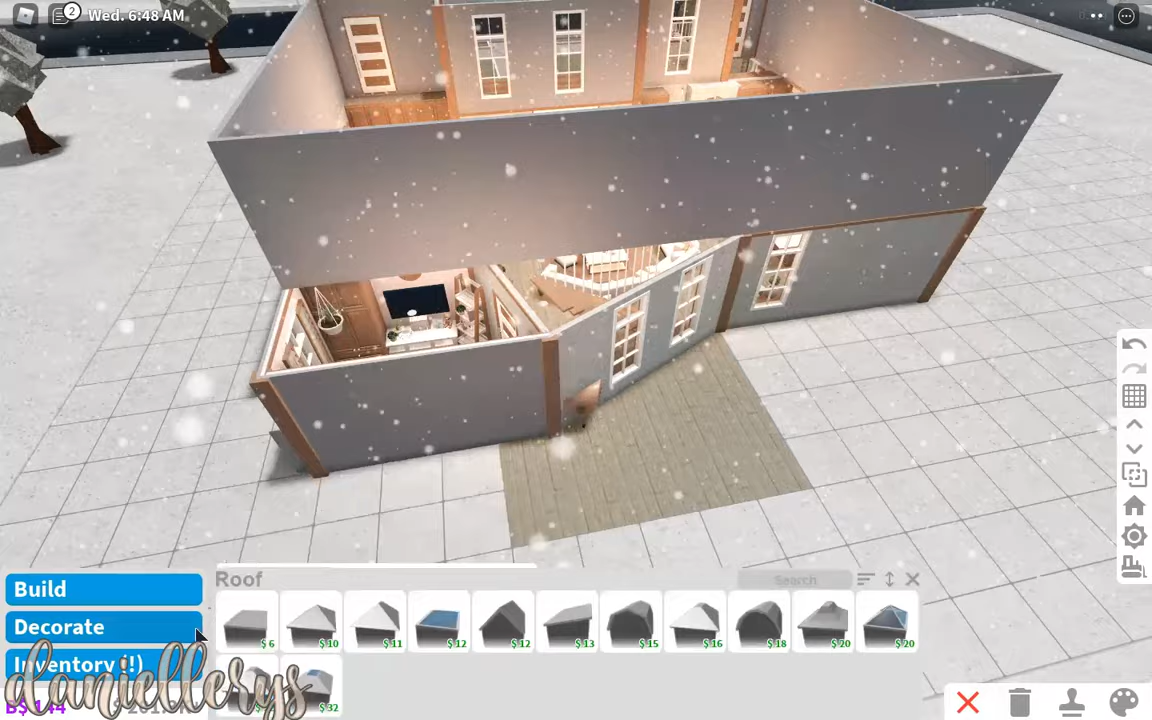 2 Wed. 6:48 AM
Build
Roof
Search
$ 6
$10
$11
$12
$12
$13
$15
$16
$18
$20
$20
Decorate
Inventory (!)
$32
daniellerys